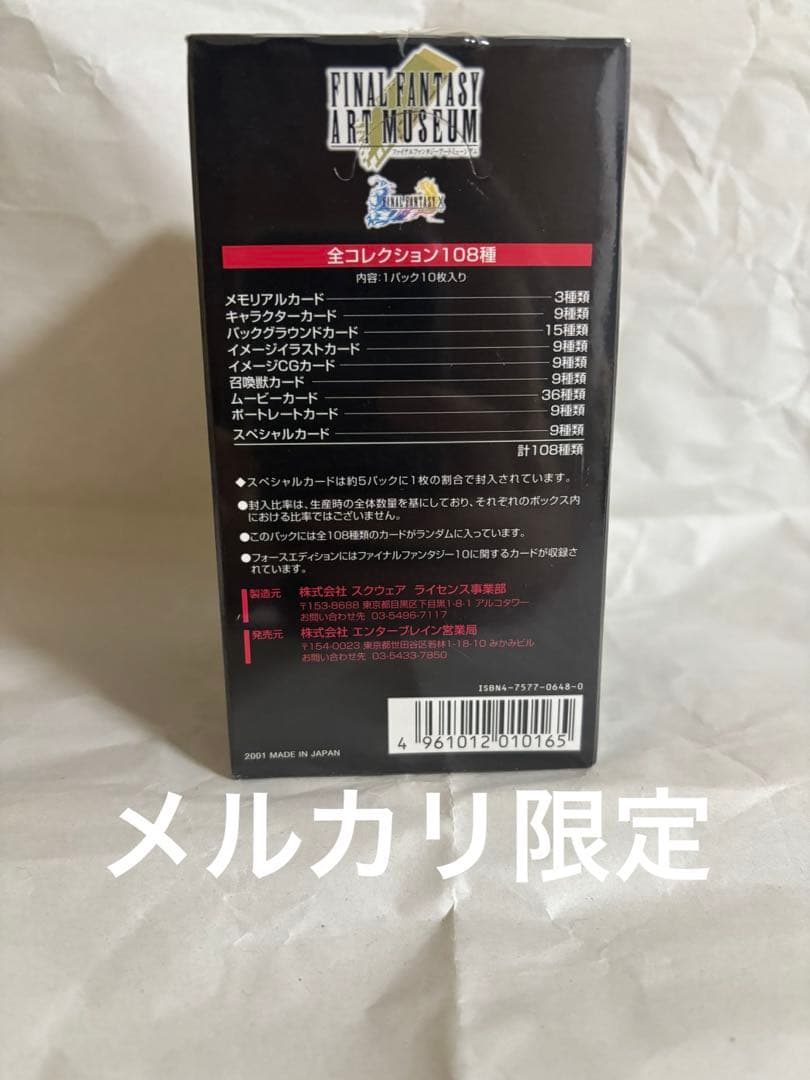 FINAL FANTASY
ART MUSEUM
ファイナルファンタジーアートミュージアム
FINAL FANTASY X
全コレクション108種
内容:1パック10枚入り
メモリアルカード 3種類
キャラクターカード 9種類
バックグラウンドカード 15種類
イメージイラストカード 9種類
イメージCGカード 9種類
召喚獣カード 9種類
ムービーカード 36種類
ポートレートカード 9種類
スペシャルカード 9種類
計108種類
◆スペシャルカードは約5パックに1枚の割合で封入されています。
●封入比率は、生産時の全体数量を基にしており、それぞれのボックス内
における比率ではございません。
●このパックには全108種類のカードがランダムに入っています。
●フォースエディションにはファイナルファンタジー10に関するカードが収録さ
れています。
製造元 株式会社 スクウェア ライセンス事業部
〒153-8688 東京都目黒区下目黒1-8-1 アルコタワー
お問い合わせ先 03-5496-7117
発売元 株式会社 エンターブレイン営業局
〒154-0023 東京都世田谷区若林1-18-10 みかみビル
お問い合わせ先 03-5433-7850
ISBN4-7577-0648-0
4 961012 010165
2001 MADE IN JAPAN
メルカリ限定